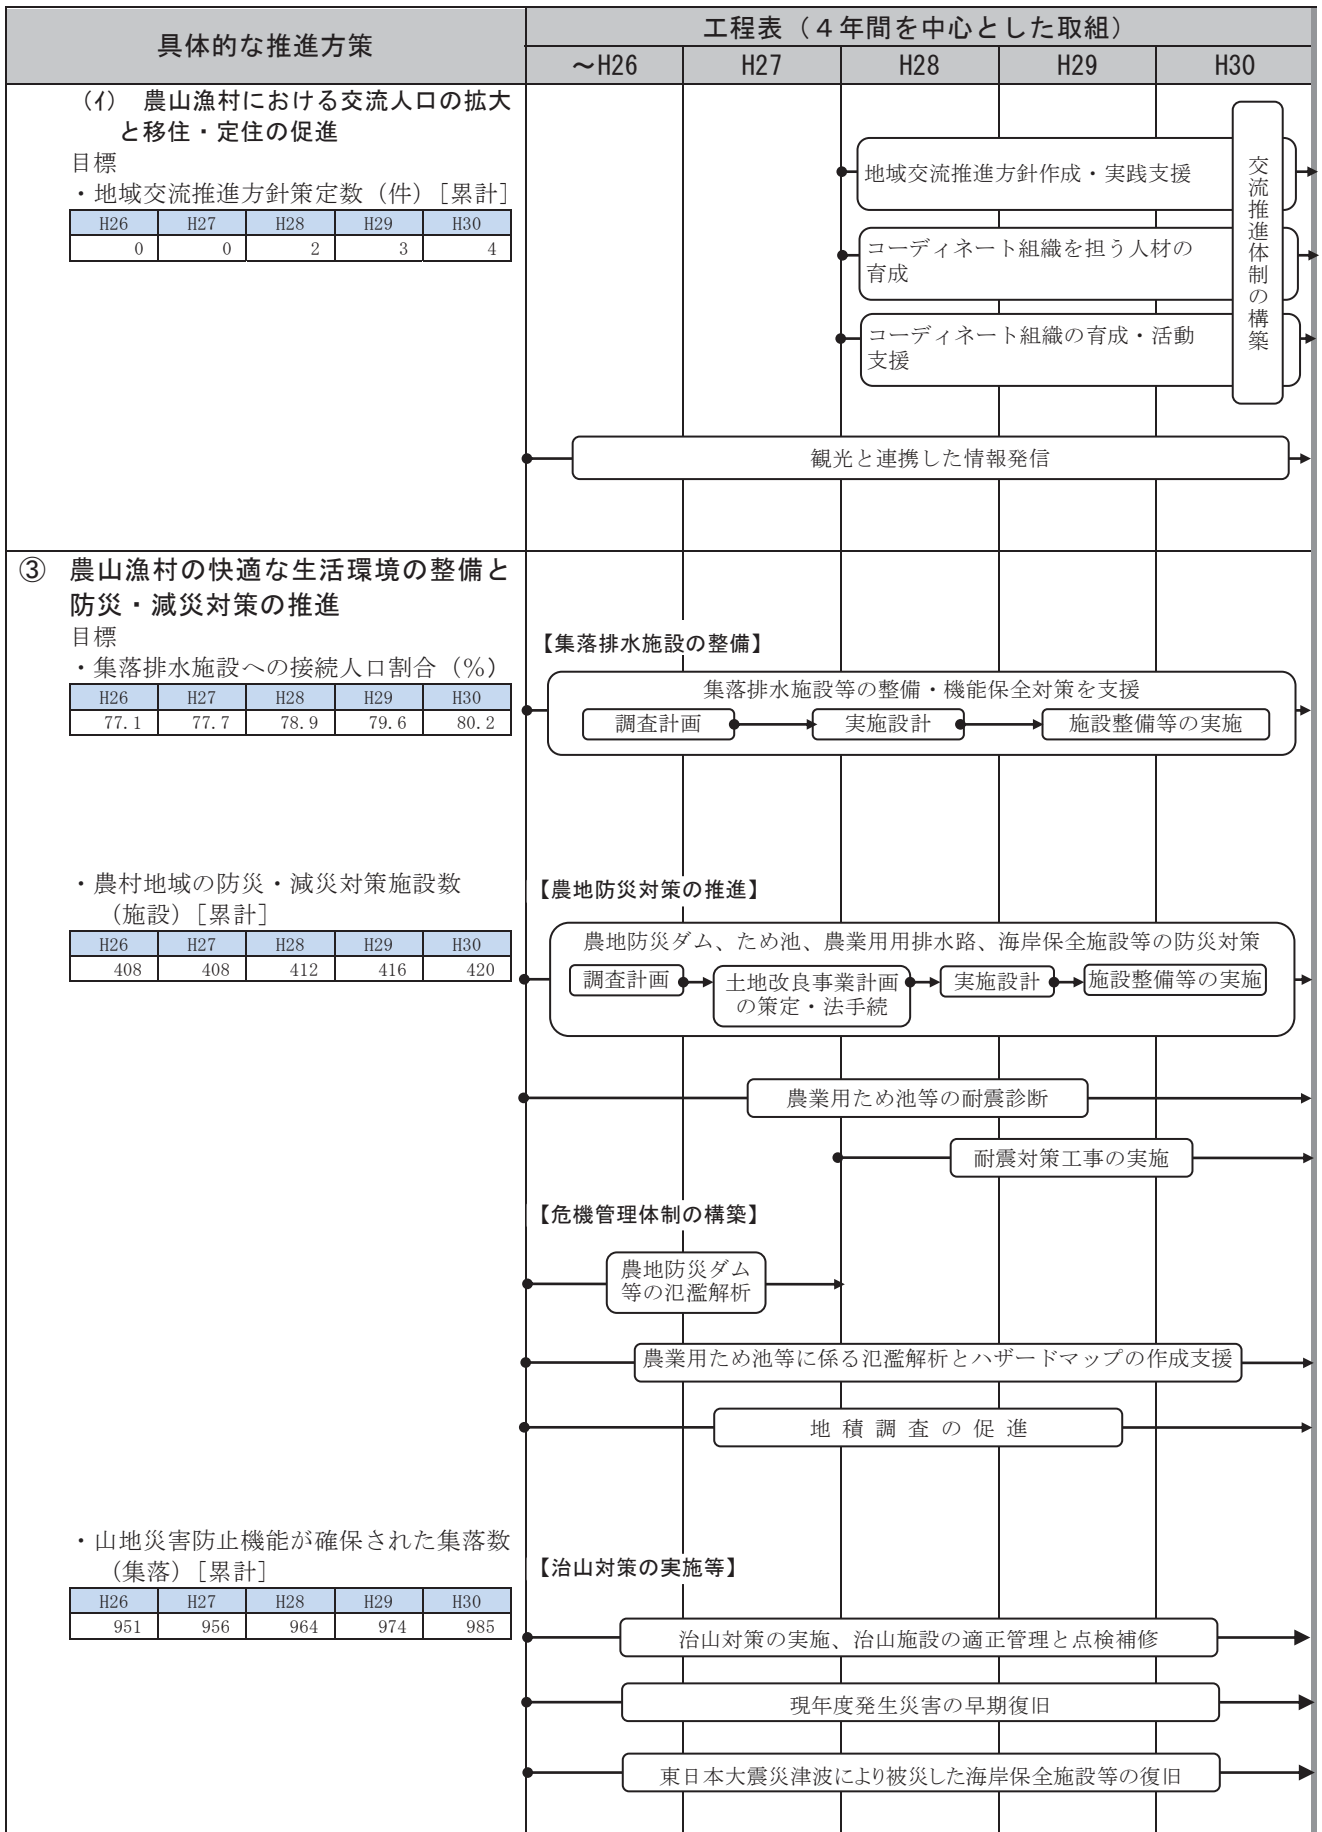 具体的な推進方策
工程表（４年間を中心とした取組）
～H26 H27 H28 H29 H30
（ｲ） 農山漁村における交流人口の拡大
と移住・定住の促進
目標
・地域交流推進方針策定数（件）［累計］
H26 H27 H28 H29 H30
0 0 2 3 4
地域交流推進方針作成・実践支援
コーディネート組織を担う人材の
育成
コーディネート組織の育成・活動
支援
交流推進体制の構築
観光と連携した情報発信
③ 農山漁村の快適な生活環境の整備と
防災・減災対策の推進
目標
・集落排水施設への接続人口割合（％）
H26 H27 H28 H29 H30
77.1 77.7 78.9 79.6 80.2
【集落排水施設の整備】
集落排水施設等の整備・機能保全対策を支援
調査計画 実施設計 施設整備等の実施
・農村地域の防災・減災対策施設数
（施設）［累計］
H26 H27 H28 H29 H30
408 408 412 416 420
【農地防災対策の推進】
農地防災ダム、ため池、農業用用排水路、海岸保全施設等の防災対策
調査計画 土地改良事業計画 実施設計 施設整備等の実施
の策定・法手続
農業用ため池等の耐震診断
耐震対策工事の実施
【危機管理体制の構築】
農地防災ダム
等の氾濫解析
農業用ため池等に係る氾濫解析とハザードマップの作成支援
地 積 調 査 の 促 進
・山地災害防止機能が確保された集落数
（集落）［累計］
H26 H27 H28 H29 H30
951 956 964 974 985
【治山対策の実施等】
治山対策の実施、治山施設の適正管理と点検補修
現年度発生災害の早期復旧
東日本大震災津波により被災した海岸保全施設等の復旧